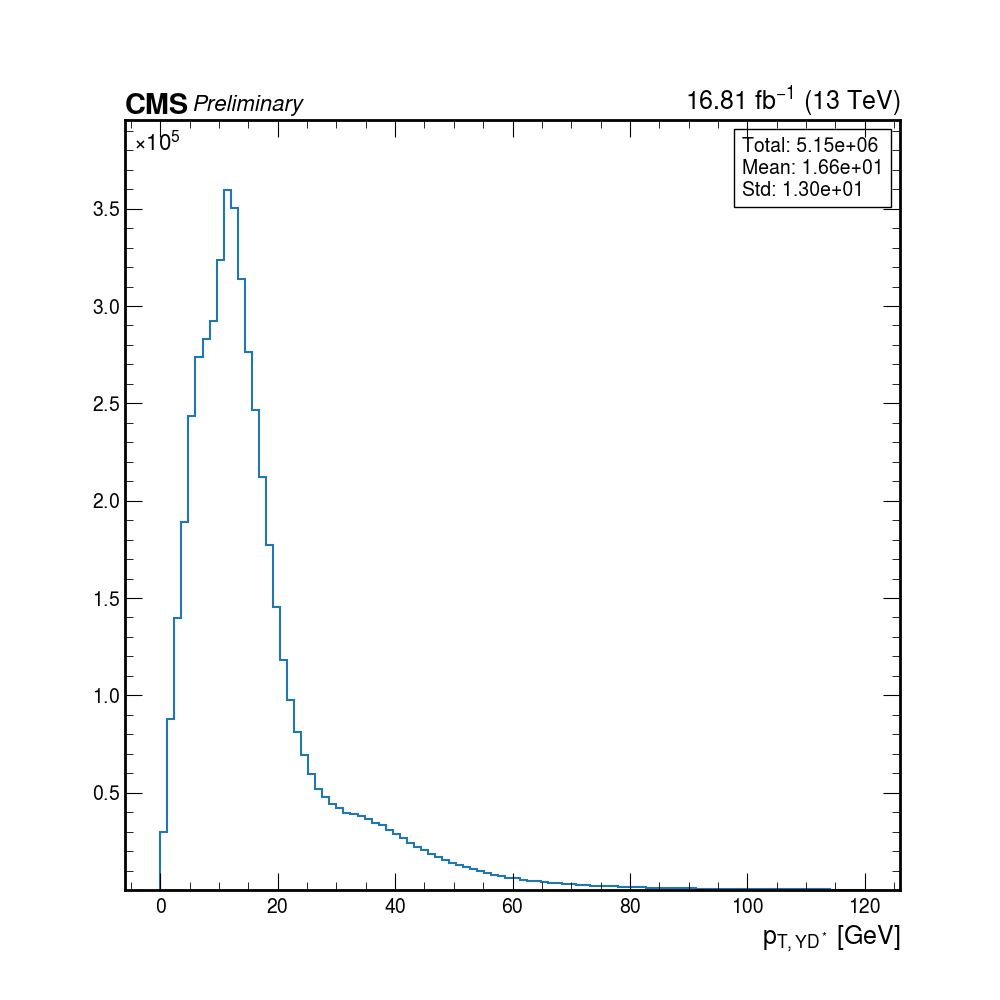 CMS Preliminary 16.81 fb⁻¹ (13 TeV)
×10⁵
Total: 5.15e+06
Mean: 1.66e+01
Std: 1.30e+01
3.5
3.0
2.5
2.0
1.5
1.0
0.5
0 20 40 60 80 100 120
p_{T, YD^*} [GeV]